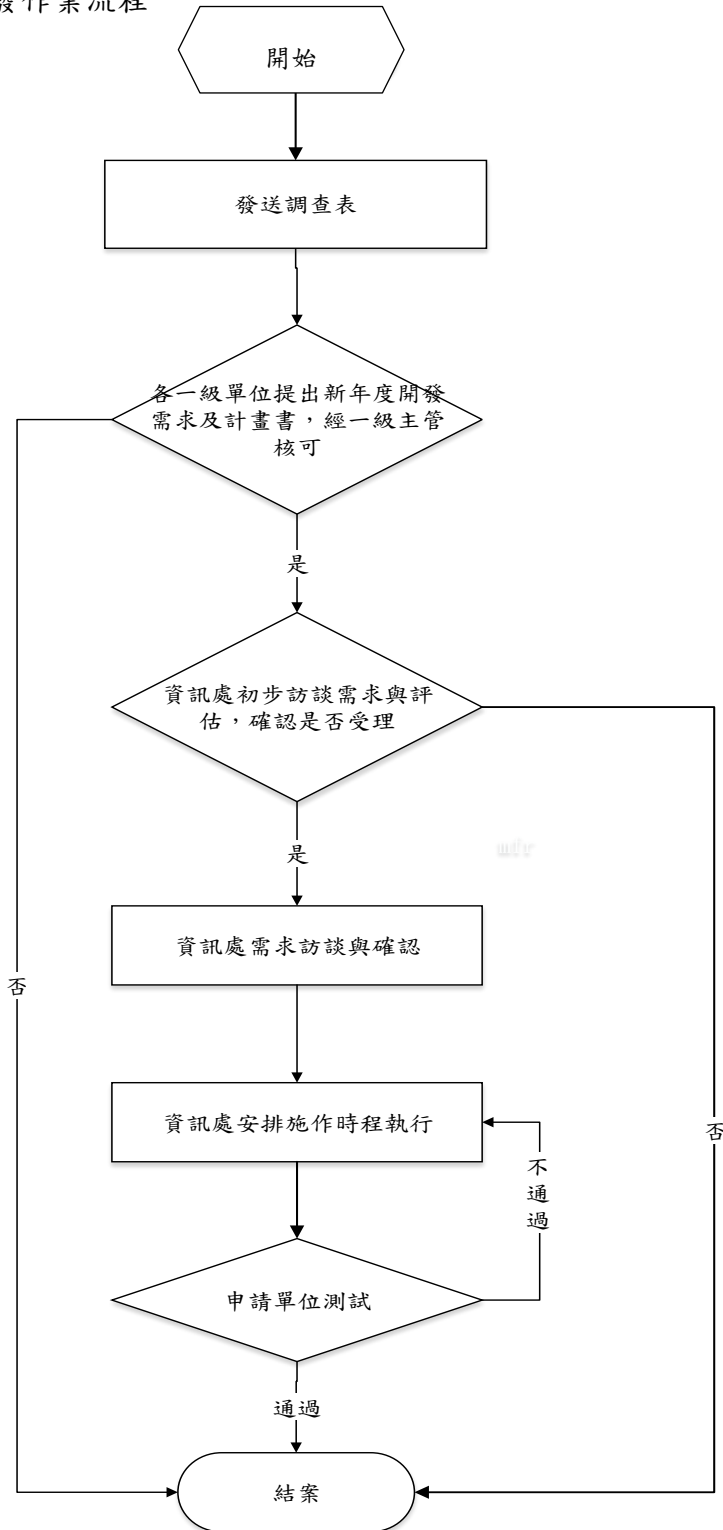 發作業流程
開始
發送調查表
各一級單位提出新年度開發
需求及計畫書，經一級主管
核可
是
資訊處初步訪談需求與評
估，確認是否受理
是
mfr
資訊處需求訪談與確認
否
資訊處安排施作時程執行
否
不
通
過
申請單位測試
通過
結案